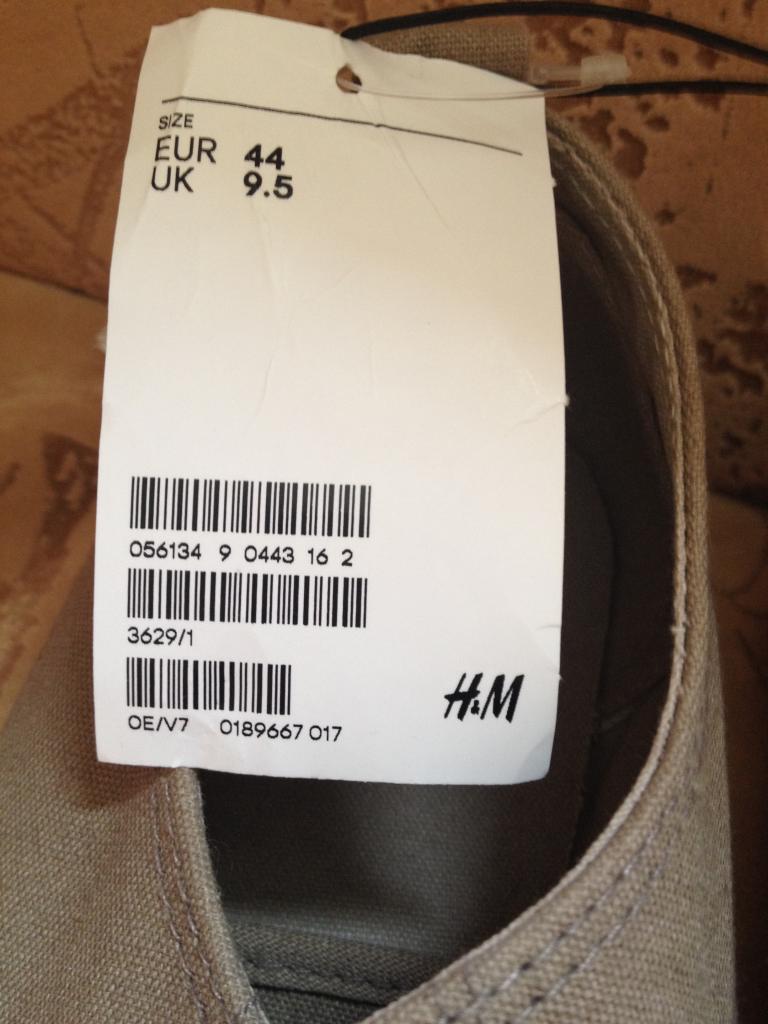 SIZE
EUR 44
UK 9.5
056134 9 0443 16 2
3629/1
OE/V7 0189667 017
H&M